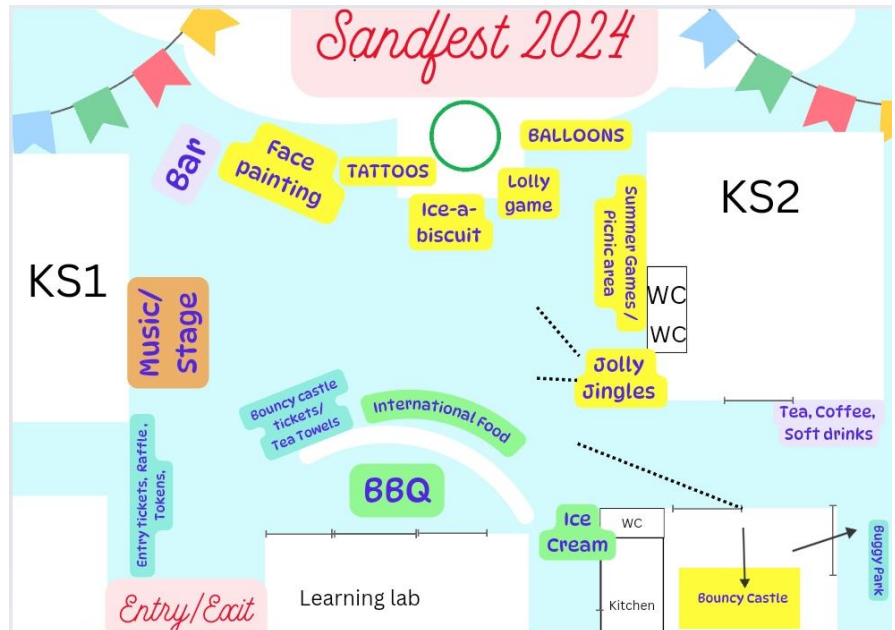 Sandfest 2024
Bar
Face
painting
TATTOOS
BALLOONS
Lolly
game
Ice-a-
biscuit
Summer Games /
Picnic area
KS2
KS1
WC
WC
Music/
Stage
Jolly
Jingles
Bouncy castle
tickets/
Tea Towels
International Food
Tea, Coffee,
Soft drinks
Entry tickets, Raffle,
Tokens,
BBQ
Ice
Cream
WC
Buggy Park
Entry/Exit
Learning lab
Kitchen
Bouncy Castle